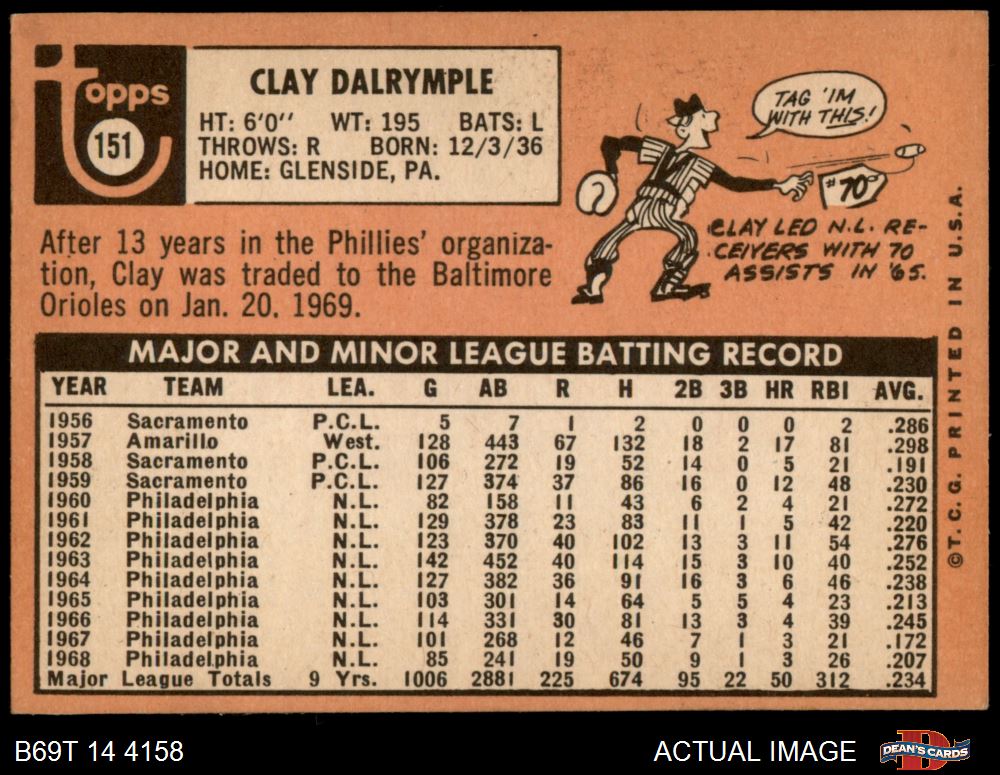 topps
151
CLAY DALRYMPLE
HT: 6'0" WT: 195 BATS: L
THROWS: R BORN: 12/3/36
HOME: GLENSIDE, PA.
TAG 'IM
WITH THIS!
#70
CLAY LED N.L. RE-
CEIVERS WITH 70
ASSISTS IN '65.
After 13 years in the Phillies' organiza-
tion, Clay was traded to the Baltimore
Orioles on Jan. 20, 1969.
MAJOR AND MINOR LEAGUE BATTING RECORD
YEAR TEAM LEA. G AB R H 2B 3B HR RBI AVG.
1956 Sacramento P.C.L. 5 7 1 2 0 0 0 2 .286
1957 Amarillo West. 128 443 67 132 18 2 17 81 .298
1958 Sacramento P.C.L. 106 272 19 52 14 0 5 21 .191
1959 Sacramento P.C.L. 127 374 37 86 16 0 12 48 .230
1960 Philadelphia N.L. 82 158 11 43 6 2 4 21 .272
1961 Philadelphia N.L. 129 378 23 83 11 1 5 42 .220
1962 Philadelphia N.L. 123 370 40 102 13 3 11 54 .276
1963 Philadelphia N.L. 142 452 40 114 15 3 10 40 .252
1964 Philadelphia N.L. 127 382 36 91 16 3 6 46 .238
1965 Philadelphia N.L. 103 301 14 64 5 5 4 23 .213
1966 Philadelphia N.L. 114 331 30 81 13 3 4 39 .245
1967 Philadelphia N.L. 101 268 12 46 7 1 3 21 .172
1968 Philadelphia N.L. 85 241 19 50 9 1 3 26 .207
Major League Totals 9 Yrs. 1006 2881 225 674 95 22 50 312 .234
©T.C.G. PRINTED IN U.S.A.
B69T 14 4158
ACTUAL IMAGE
DEAN'S CARDS